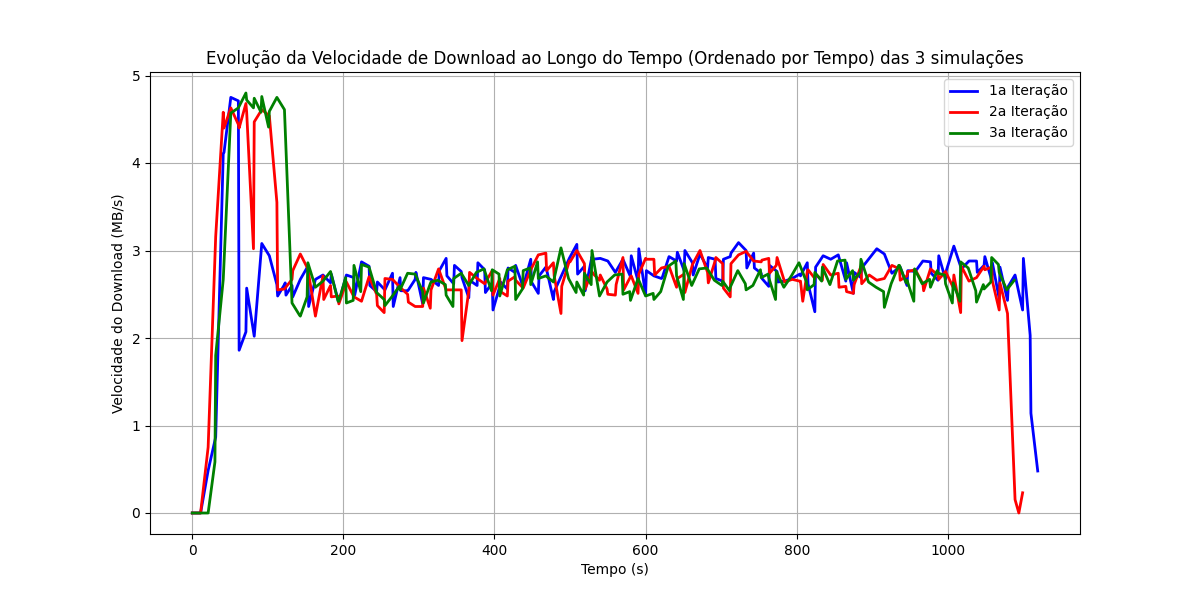 Evolução da Velocidade de Download ao Longo do Tempo (Ordenado por Tempo) das 3 simulações
1a Iteração
2a Iteração
3a Iteração
Velocidade do Download (MB/s)
5
4
3
2
1
0
0 200 400 600 800 1000
Tempo (s)